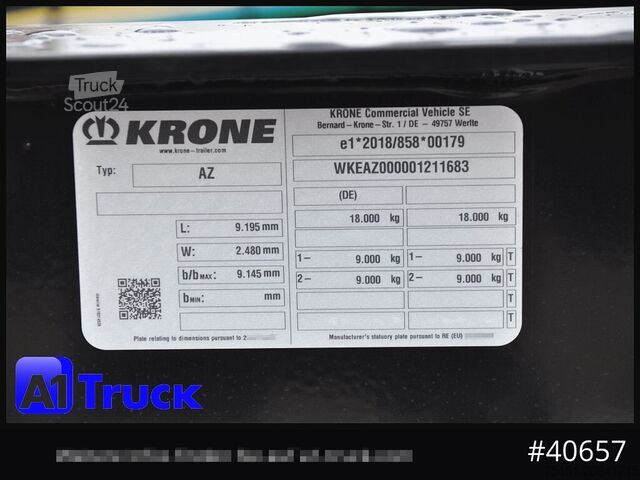 Truck
Scout24
KRONE
www.krone-trailer.com
Typ:
AZ
L: 9.195 mm
W: 2.480 mm
b/b MAX: 9.145 mm
b MIN: mm
Plate relating to dimensions pursuant to 2
KRONE Commercial Vehicle SE
Bernard - Krone - Str. 1 / DE - 49757 Werlte
e1*2018/858*00179
WKEAZ000001211683
(DE)
18.000 kg 18.000 kg
1- 9.000 kg 1- 9.000 kg T
2- 9.000 kg 2- 9.000 kg T
T
T
Manufacturer's statutory plate pursuant to RE (EU)
A1 Truck
#40657